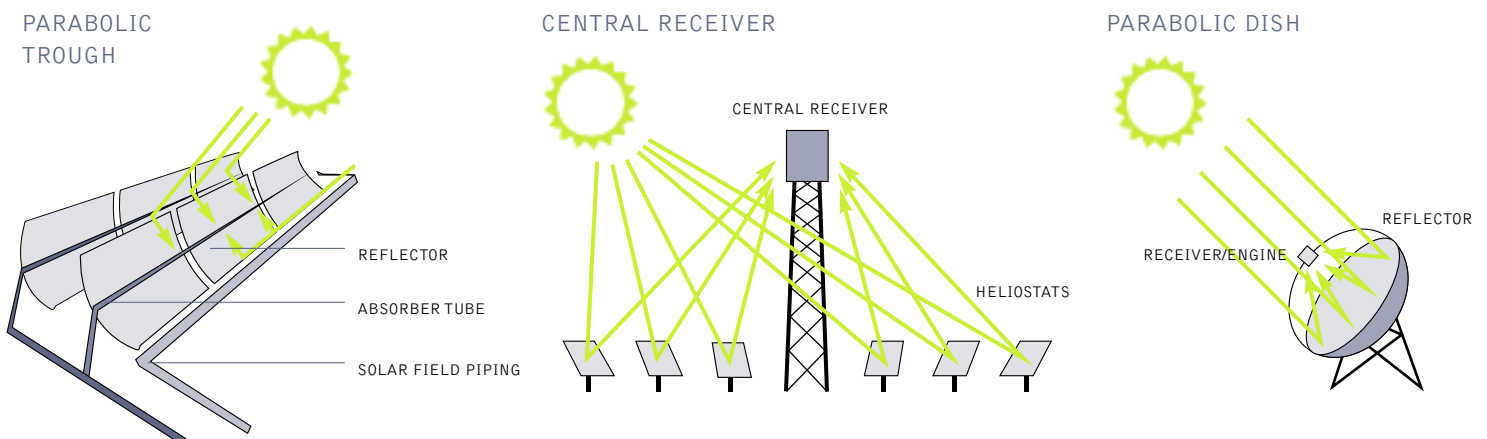 PARABOLIC
TROUGH
REFLECTOR
ABSORBER TUBE
SOLAR FIELD PIPING
CENTRAL RECEIVER
CENTRAL RECEIVER
HELIOSTATS
PARABOLIC DISH
REFLECTOR
RECEIVER/ENGINE